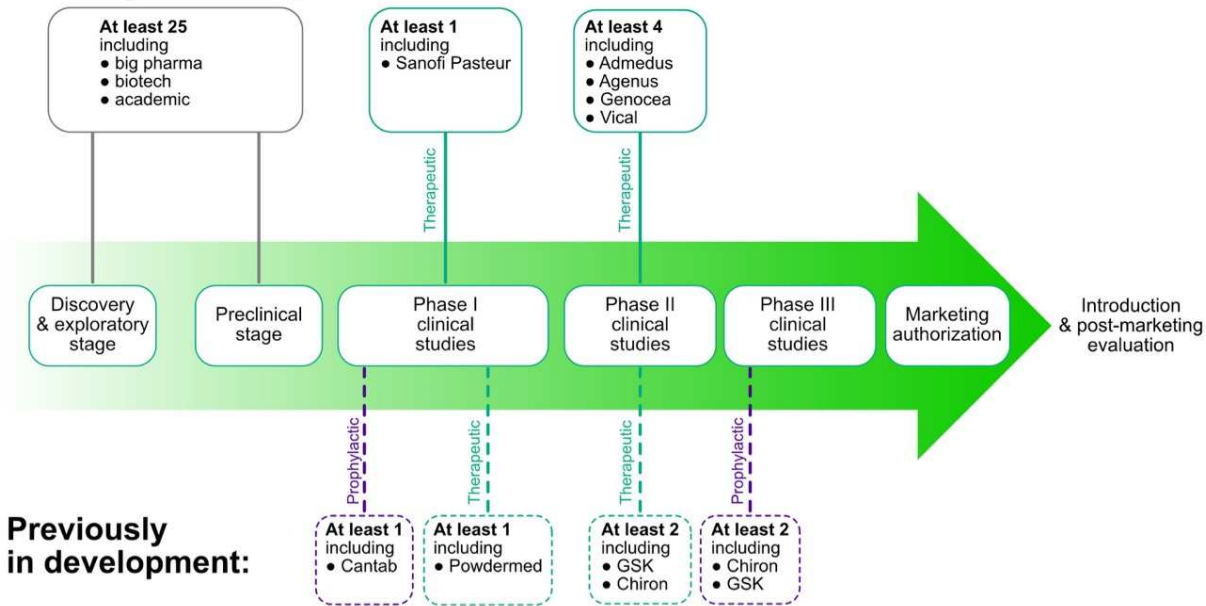 At least 25
including
● big pharma
● biotech
● academic
At least 1
including
● Sanofi Pasteur
At least 4
including
● Admedus
● Agenus
● Genocea
● Vical
Therapeutic
Therapeutic
Discovery
& exploratory
stage
Preclinical
stage
Phase I
clinical
studies
Phase II
clinical
studies
Phase III
clinical
studies
Marketing
authorization
Introduction
& post-marketing
evaluation
Prophylactic
Therapeutic
Therapeutic
Prophylactic
Previously
in development:
At least 1
including
● Cantab
At least 1
including
● Powdermed
At least 2
including
● GSK
● Chiron
At least 2
including
● Chiron
● GSK